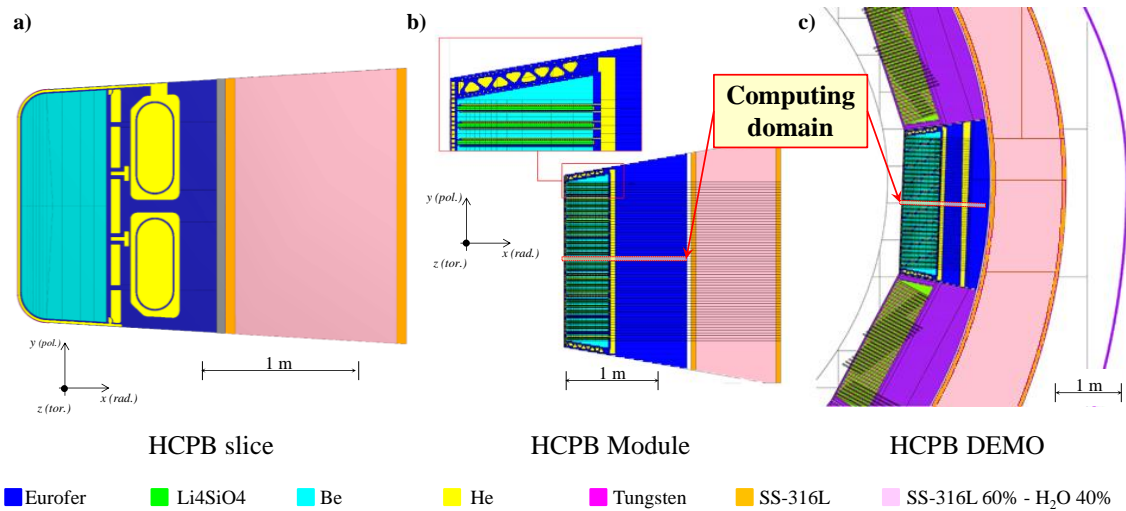 a)
b)
c)
Computing
domain
y (pol.)
z (tor.)
x (rad.)
1 m
y (pol.)
z (tor.)
x (rad.)
1 m
1 m
HCPB slice
HCPB Module
HCPB DEMO
Eurofer
Li4SiO4
Be
He
Tungsten
SS-316L
SS-316L 60% - H₂O 40%